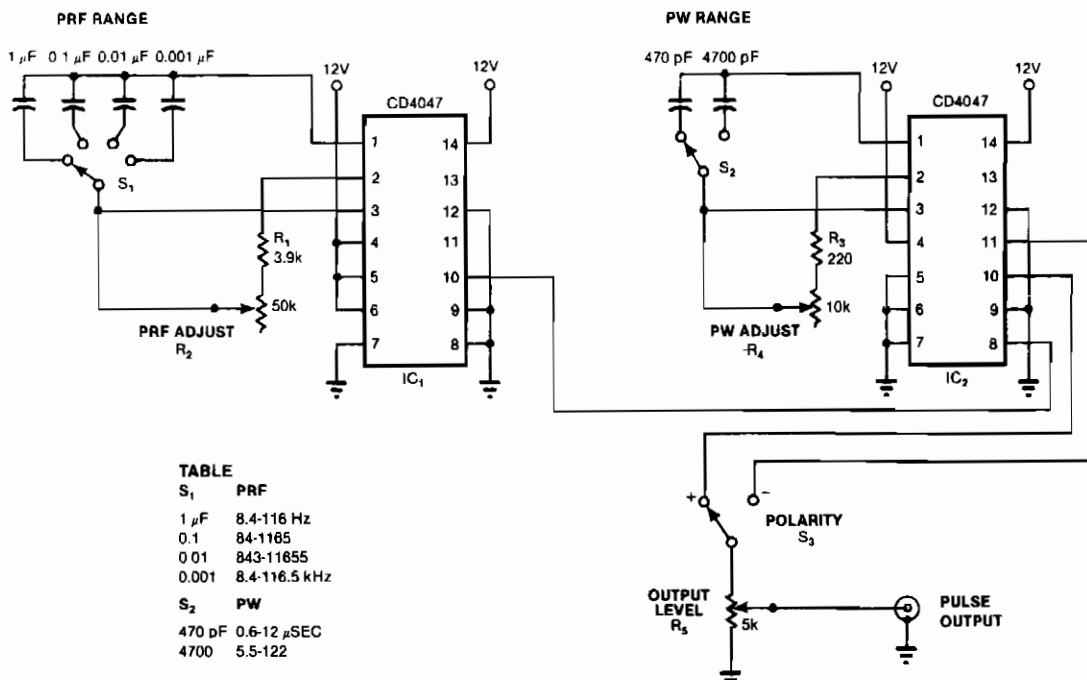 PRF RANGE
1 µF 0 1 µF 0.01 µF 0.001 µF
12V
12V
CD4047
1
2
3
4
5
6
7
14
13
12
11
10
9
8
IC1
S1
R1
3.9k
50k
PRF ADJUST
R2
PW RANGE
470 pF 4700 pF
12V
12V
CD4047
1
2
3
4
5
6
7
14
13
12
11
10
9
8
IC2
S2
R3
220
10k
PW ADJUST
R4
+
−
POLARITY
S3
OUTPUT
LEVEL
R5
5k
PULSE
OUTPUT
TABLE
S1 PRF
1 µF 8.4-116 Hz
0.1 84-1165
0 01 843-11655
0.001 8.4-116.5 kHz
S2 PW
470 pF 0.6-12 µSEC
4700 5.5-122